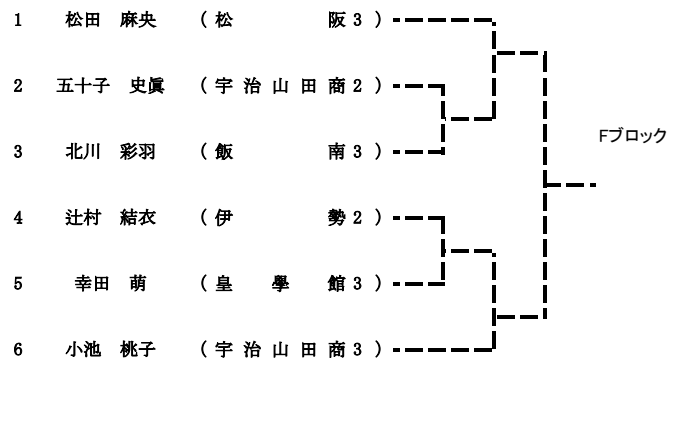 1 松田 麻央 (松 阪3)
2 五十子 史眞 (宇治山田商2)
3 北川 彩羽 (飯 南3)
Fブロック
4 辻村 結衣 (伊 勢2)
5 幸田 萌 (皇 學 館3)
6 小池 桃子 (宇治山田商3)